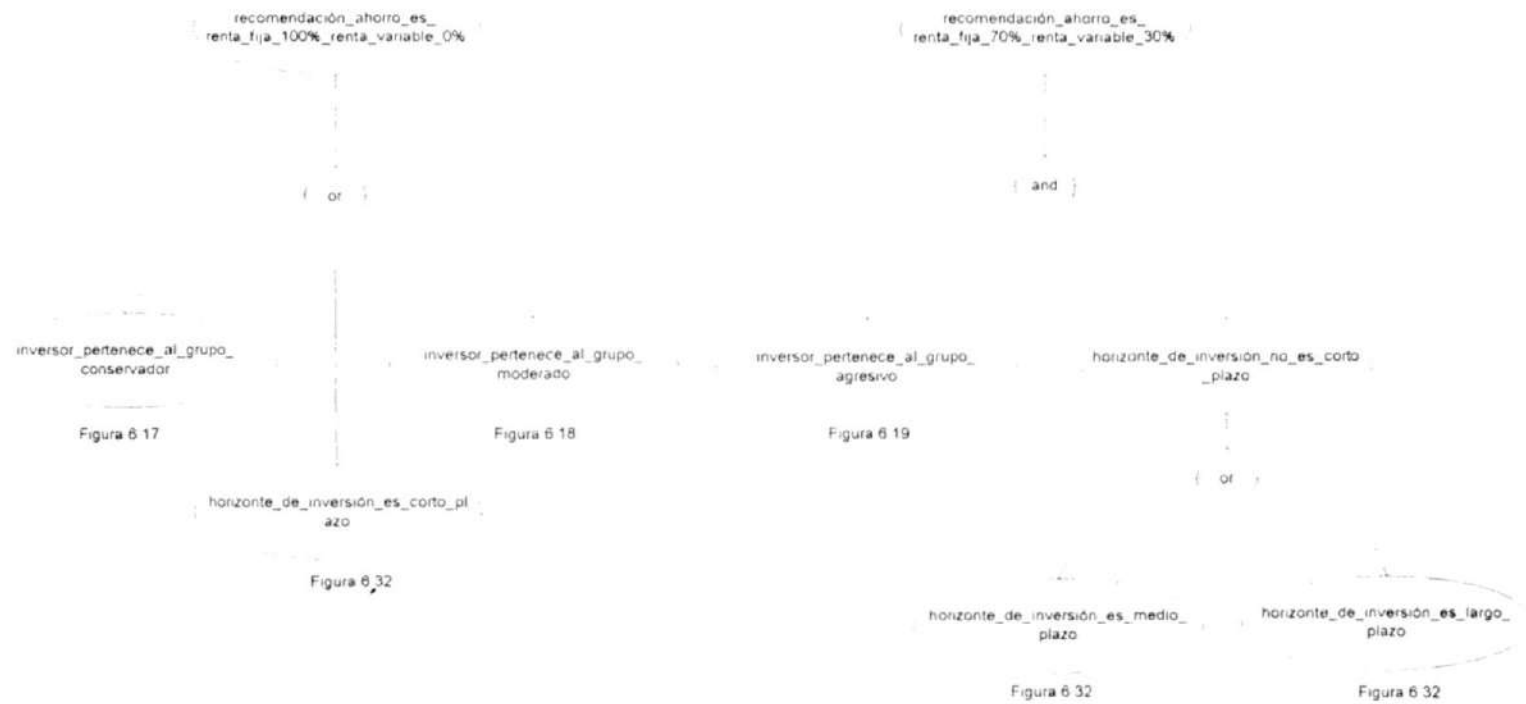 recomendación_ahorro_es_
renta_fija_100%_renta_variable_0%
or
inversor_pertenece_al_grupo_
conservador
Figura 6.17
inversor_pertenece_al_grupo_
moderado
Figura 6.18
horizonte_de_inversión_es_corto_pl
azo
Figura 6.32
recomendación_ahorro_es_
renta_fija_70%_renta_variable_30%
and
inversor_pertenece_al_grupo_
agresivo
Figura 6.19
horizonte_de_inversión_no_es_corto
_plazo
or
horizonte_de_inversión_es_medio_
plazo
Figura 6.32
horizonte_de_inversión_es_largo_
plazo
Figura 6.32